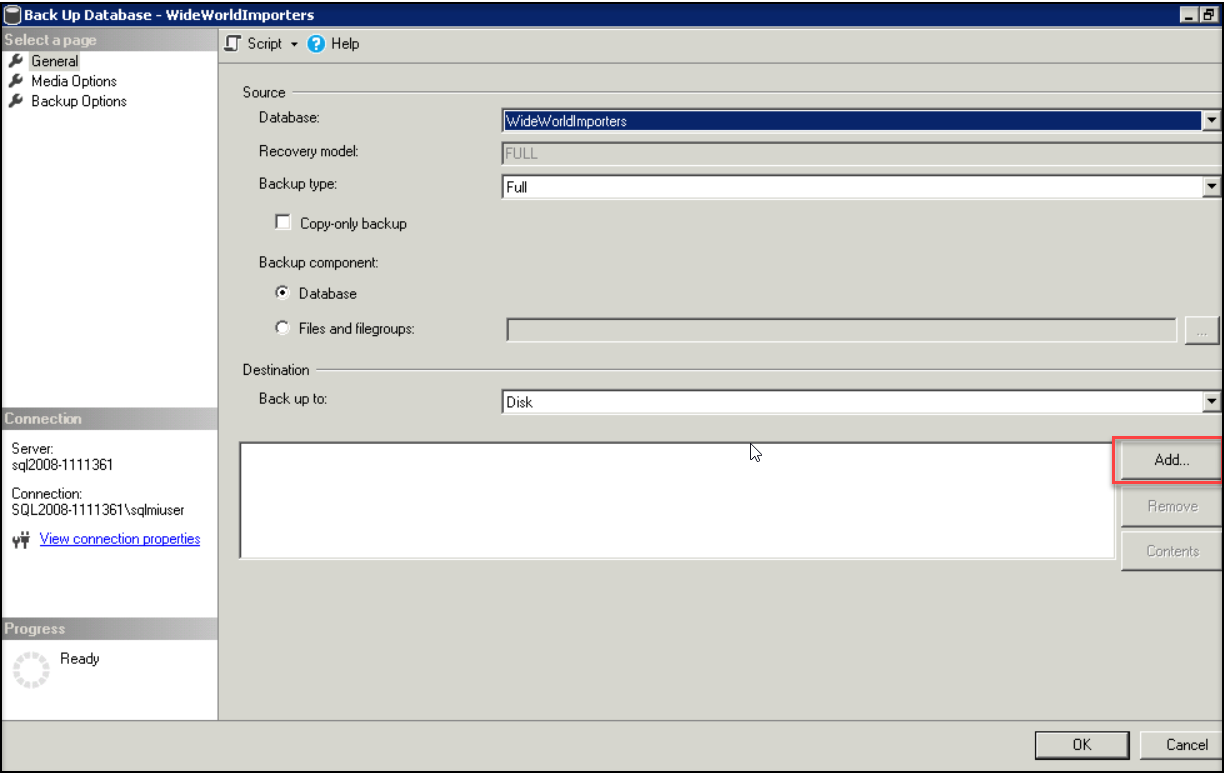 Back Up Database - WideWorldImporters
Select a page
General
Media Options
Backup Options
Script
Help
Source
Database:
WideWorldImporters
Recovery model:
FULL
Backup type:
Full
Copy-only backup
Backup component:
Database
Files and filegroups:
...
Destination
Back up to:
Disk
Add...
Remove
Contents
Connection
Server:
sql2008-1111361
Connection:
SQL2008-1111361\sqlmiuser
View connection properties
Progress
Ready
OK
Cancel